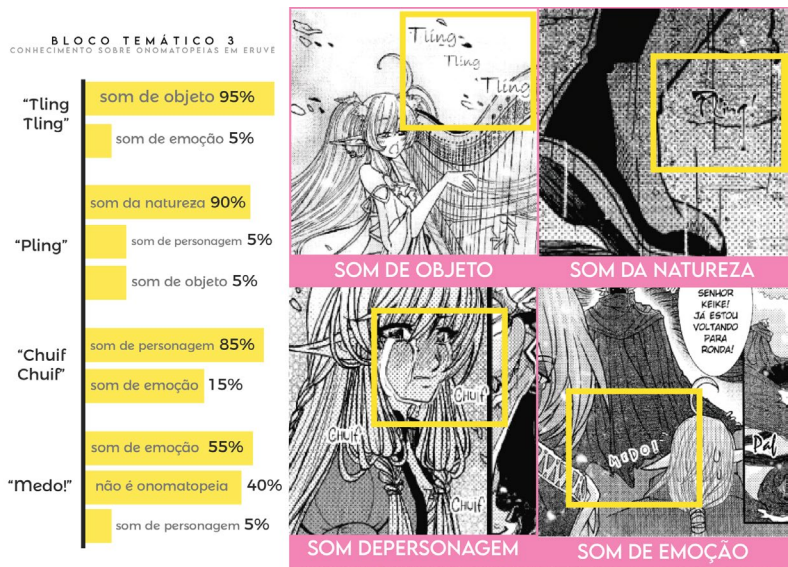 BLOCO TEMÁTICO 3
CONHECIMENTO SOBRE ONOMATOPEIAS EM ERUVÊ
“Tling
Tling”
som de objeto 95%
som de emoção 5%
“Pling”
som da natureza 90%
som de personagem 5%
som de objeto 5%
“Chuif
Chuif”
som de personagem 85%
som de emoção 15%
“Medo!”
som de emoção 55%
não é onomatopeia 40%
som de personagem 5%
Tling
Tling
Tling
SOM DE OBJETO
Pling!
SOM DA NATUREZA
CHUIF
CHUIF
CHUIF
SOM DEPERSONAGEM
SENHOR
KEIKE!
JÁ ESTOU
VOLTANDO
PARA
RONDA!
MEDO!
Paf
SOM DE EMOÇÃO